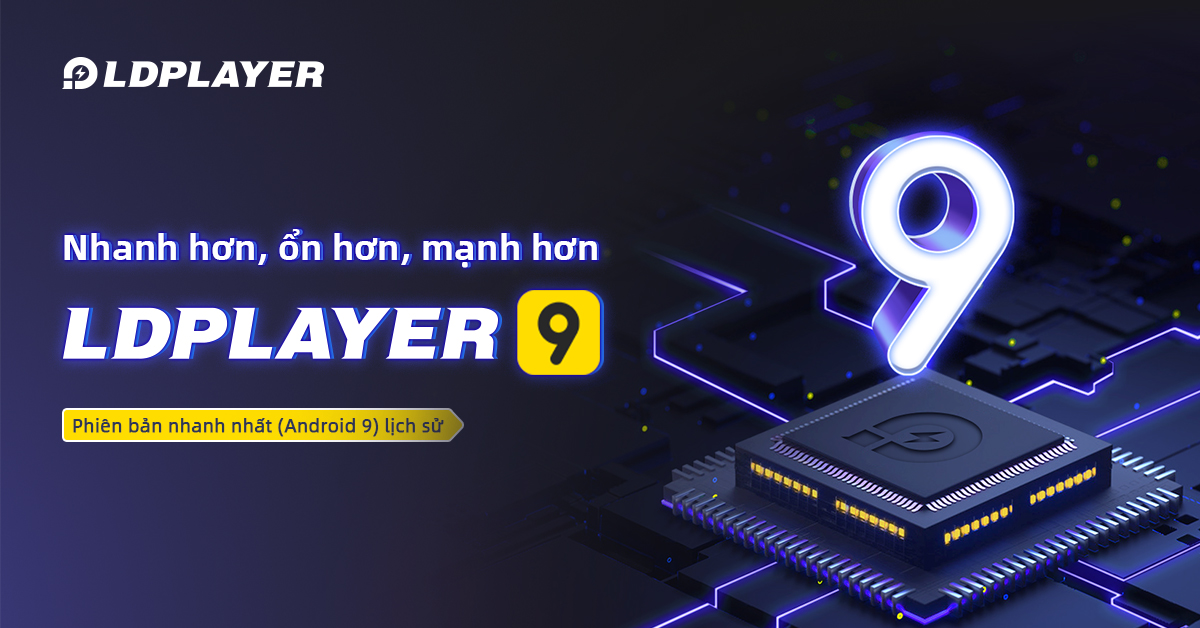 LDPLAYER
Nhanh hơn, ổn hơn, mạnh hơn
LDPLAYER 9
Phiên bản nhanh nhất (Android 9) lịch sử
9